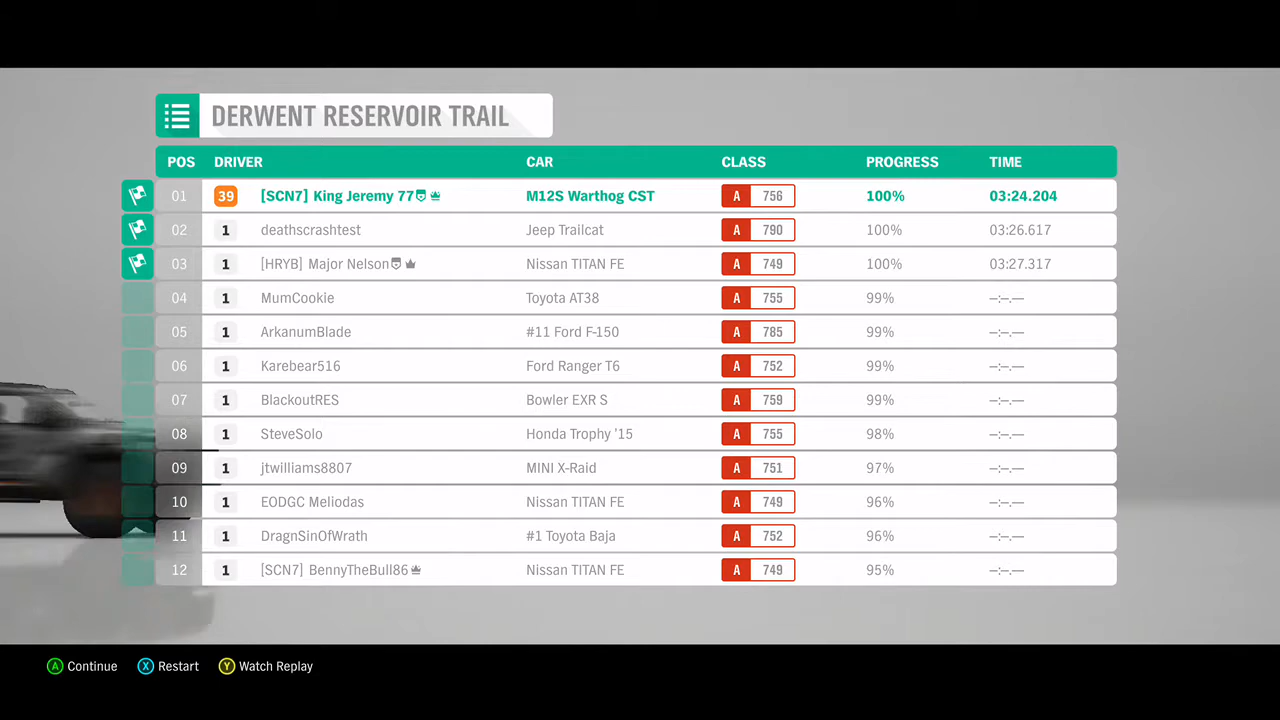 DERWENT RESERVOIR TRAIL
POS DRIVER CAR CLASS PROGRESS TIME
01 39 [SCN7] King Jeremy 77 M12S Warthog CST A 756 100% 03:24.204
02 1 deathscrashtest Jeep Trailcat A 790 100% 03:26.617
03 1 [HRYB] Major Nelson Nissan TITAN FE A 749 100% 03:27.317
04 1 MumCookie Toyota AT38 A 755 99% --:--.---
05 1 ArkanumBlade #11 Ford F-150 A 785 99% --:--.---
06 1 Karebear516 Ford Ranger T6 A 752 99% --:--.---
07 1 BlackoutRES Bowler EXR S A 759 99% --:--.---
08 1 SteveSolo Honda Trophy '15 A 755 98% --:--.---
09 1 jtwilliams8807 MINI X-Raid A 751 97% --:--.---
10 1 EODGC Meliodas Nissan TITAN FE A 749 96% --:--.---
11 1 DragnSinOfWrath #1 Toyota Baja A 752 96% --:--.---
12 1 [SCN7] BennyTheBull86 Nissan TITAN FE A 749 95% --:--.---
A Continue X Restart Y Watch Replay